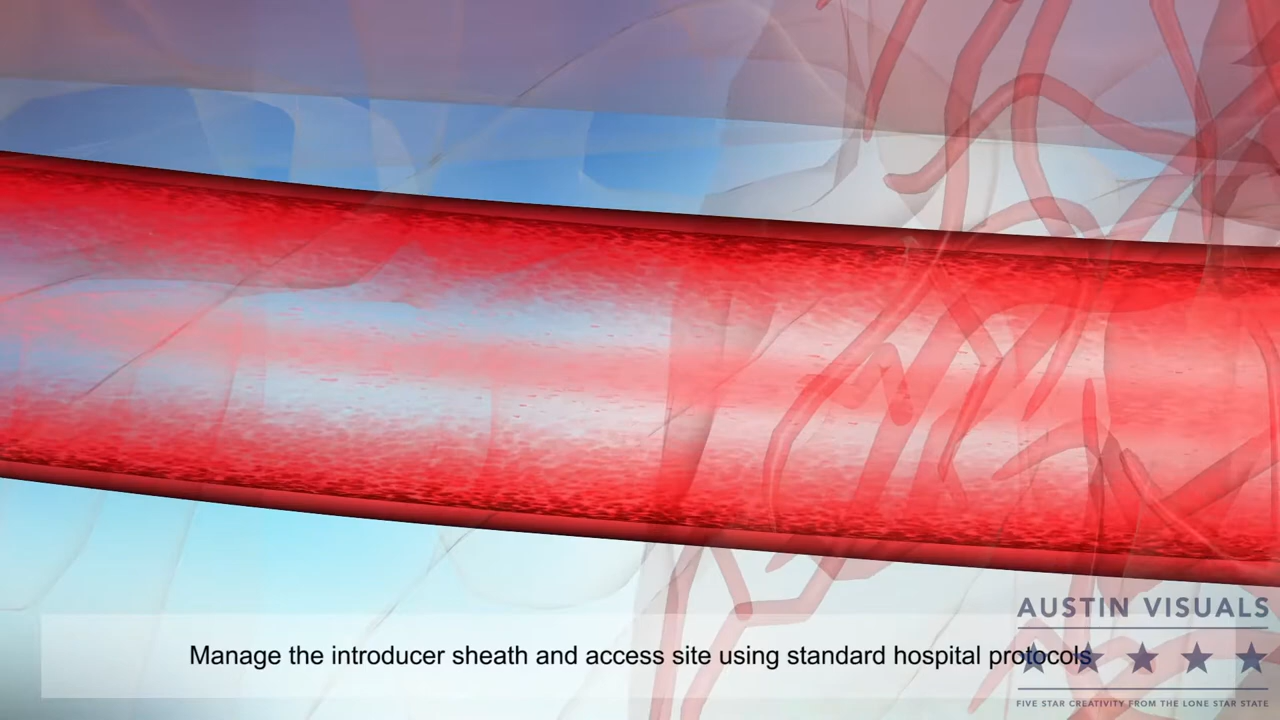 AUSTIN VISUALS
Manage the introducer sheath and access site using standard hospital protocols
FIVE STAR CREATIVITY FROM THE LONE STAR STATE